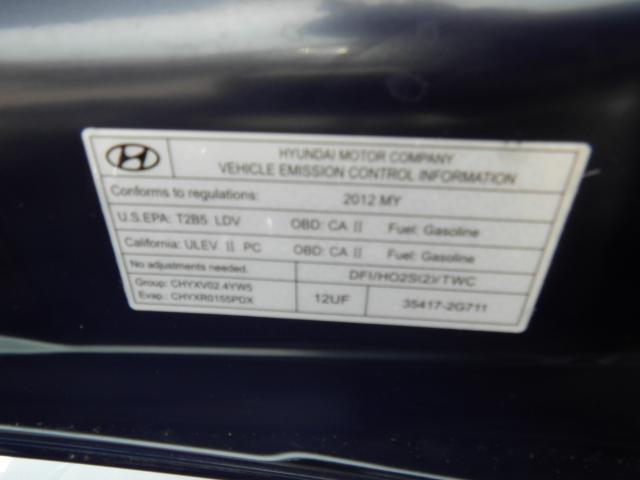 HYUNDAI MOTOR COMPANY
VEHICLE EMISSION CONTROL INFORMATION
Conforms to regulations: 2012 MY
U.S.EPA: T2B5 LDV OBD: CA II Fuel: Gasoline
California: ULEV II PC OBD: CA II Fuel: Gasoline
No adjustments needed. DFI/HO2S(2)/TWC
Group: CHYXV02.4YW5
Evap.: CHYXR0155PDX 12UF 35417-2G711